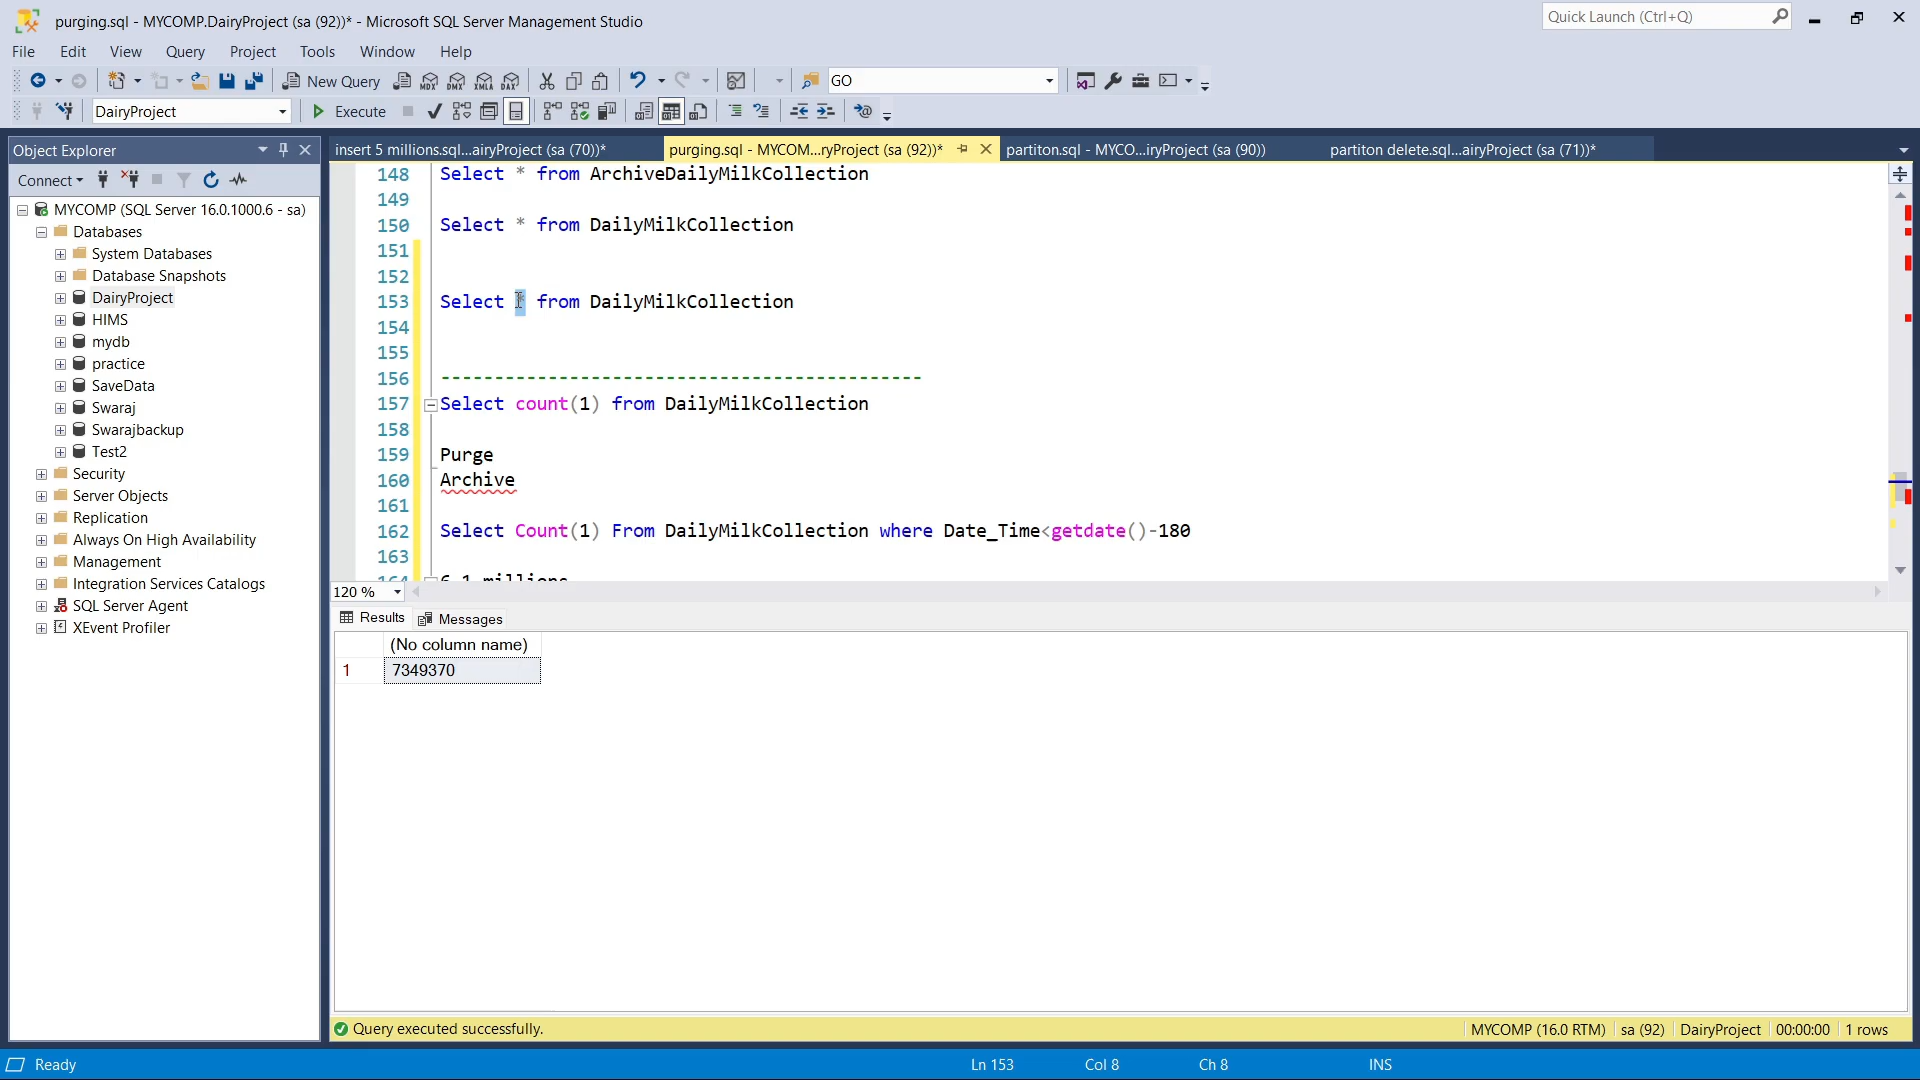 purging.sql - MYCOMP.DairyProject (sa (92))* - Microsoft SQL Server Management Studio
Quick Launch (Ctrl+Q)
File Edit View Query Project Tools Window Help
New Query MDX DMX XMLA DAX GO
DairyProject Execute
Object Explorer
insert 5 millions.sql...airyProject (sa (70))* purging.sql - MYCOM...ryProject (sa (92))* partiton.sql - MYCO...iryProject (sa (90)) partiton delete.sql...airyProject (sa (71))*
Connect
MYCOMP (SQL Server 16.0.1000.6 - sa)
Databases
System Databases
Database Snapshots
DairyProject
HIMS
mydb
practice
SaveData
Swaraj
Swarajbackup
Test2
Security
Server Objects
Replication
Always On High Availability
Management
Integration Services Catalogs
SQL Server Agent
XEvent Profiler
148 Select * from ArchiveDailyMilkCollection
149
150 Select * from DailyMilkCollection
151
152
153 Select * from DailyMilkCollection
154
155
156 ---------------------------------------------
157 Select count(1) from DailyMilkCollection
158
159 Purge
160 Archive
161
162 Select Count(1) From DailyMilkCollection where Date_Time<getdate()-180
163
164 6.1 millions
120 %
Results Messages
(No column name)
1 7349370
Query executed successfully. MYCOMP (16.0 RTM) sa (92) DairyProject 00:00:00 1 rows
Ready Ln 153 Col 8 Ch 8 INS